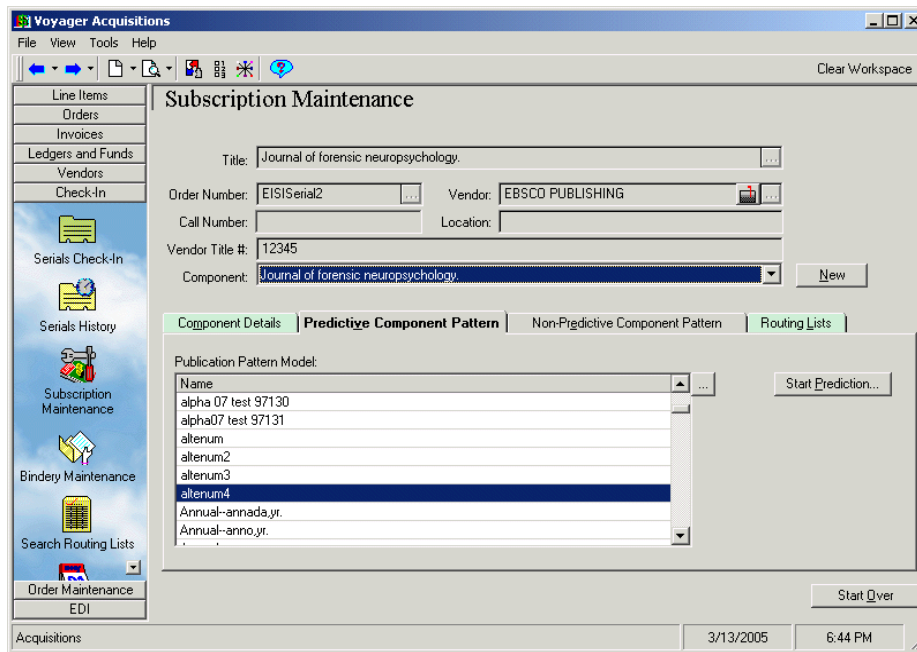 Voyager Acquisitions
File View Tools Help
Clear Workspace
Line Items
Orders
Invoices
Ledgers and Funds
Vendors
Check-In
Serials Check-In
Serials History
Subscription
Maintenance
Bindery Maintenance
Search Routing Lists
Order Maintenance
EDI
Subscription Maintenance
Title: Journal of forensic neuropsychology. ...
Order Number: EISISerial2 ... Vendor: EBSCO PUBLISHING ...
Call Number: Location:
Vendor Title #: 12345
Component: Journal of forensic neuropsychology. New
Component Details Predictive Component Pattern Non-Predictive Component Pattern Routing Lists
Publication Pattern Model:
Name ... Start Prediction...
alpha 07 test 97130
alpha07 test 97131
altenum
altenum2
altenum3
altenum4
Annual--annada,yr.
Annual--anno,yr.
Start Over
Acquisitions 3/13/2005 6:44 PM